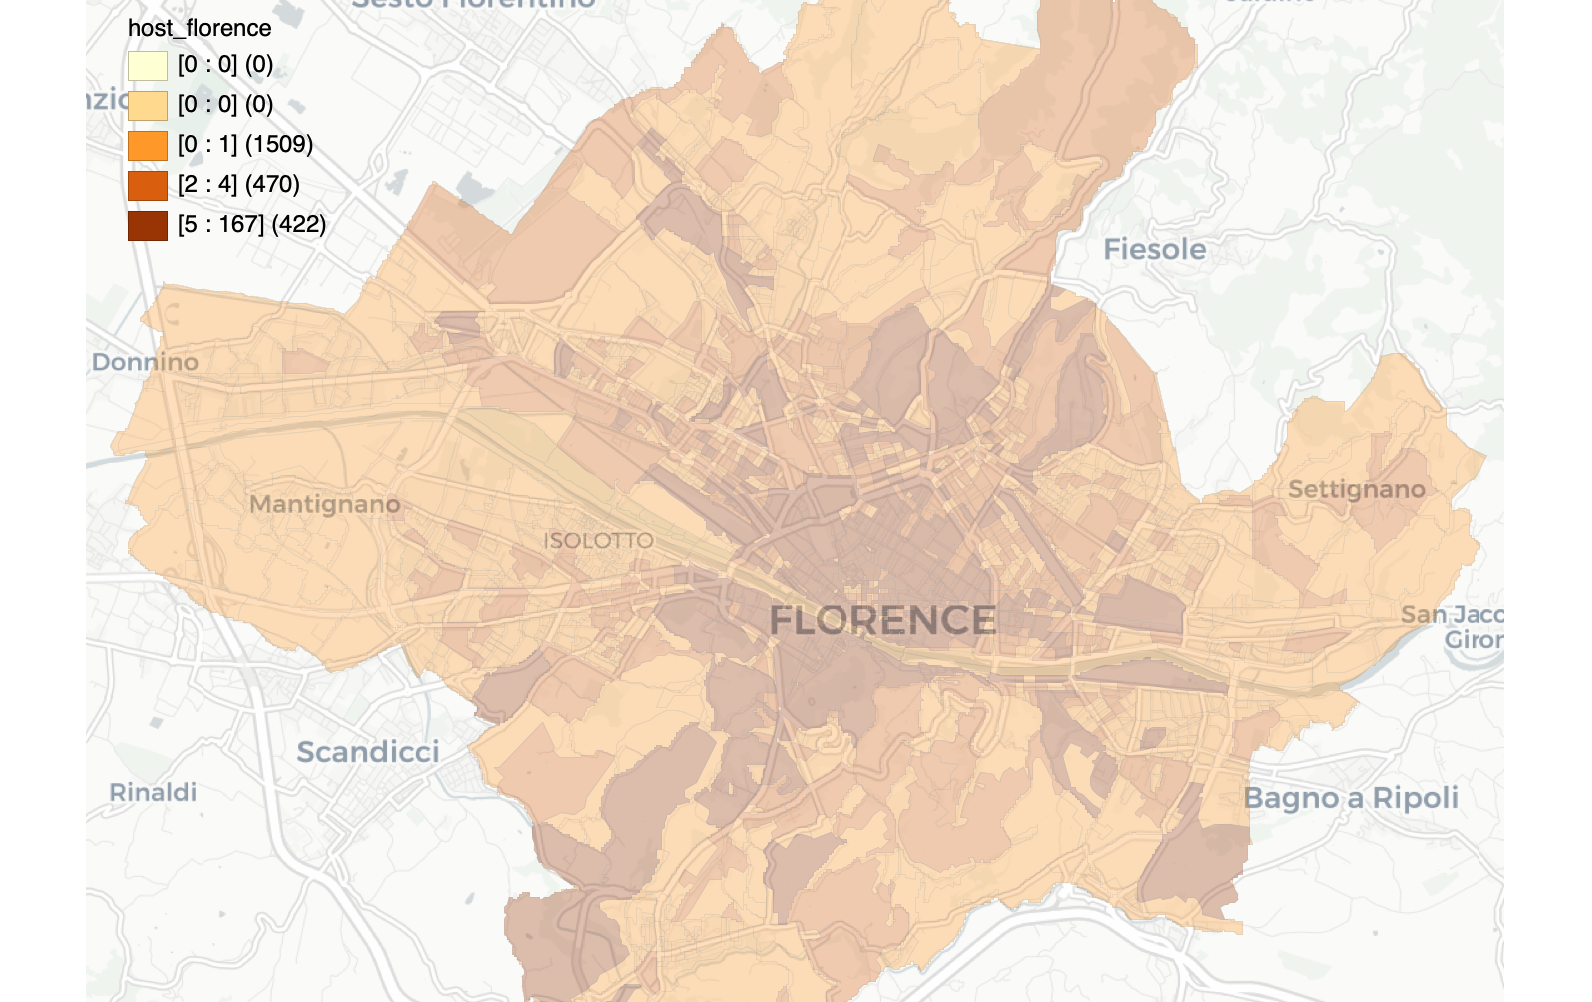 Sesto Fiorentino
host_florence
[0 : 0] (0)
[0 : 0] (0)
[0 : 1] (1509)
[2 : 4] (470)
[5 : 167] (422)
nzio
Fiesole
Donnino
Settignano
Mantignano
ISOLOTTO
FLORENCE
San Jaco
Giror
Scandicci
Rinaldi
Bagno a Ripoli